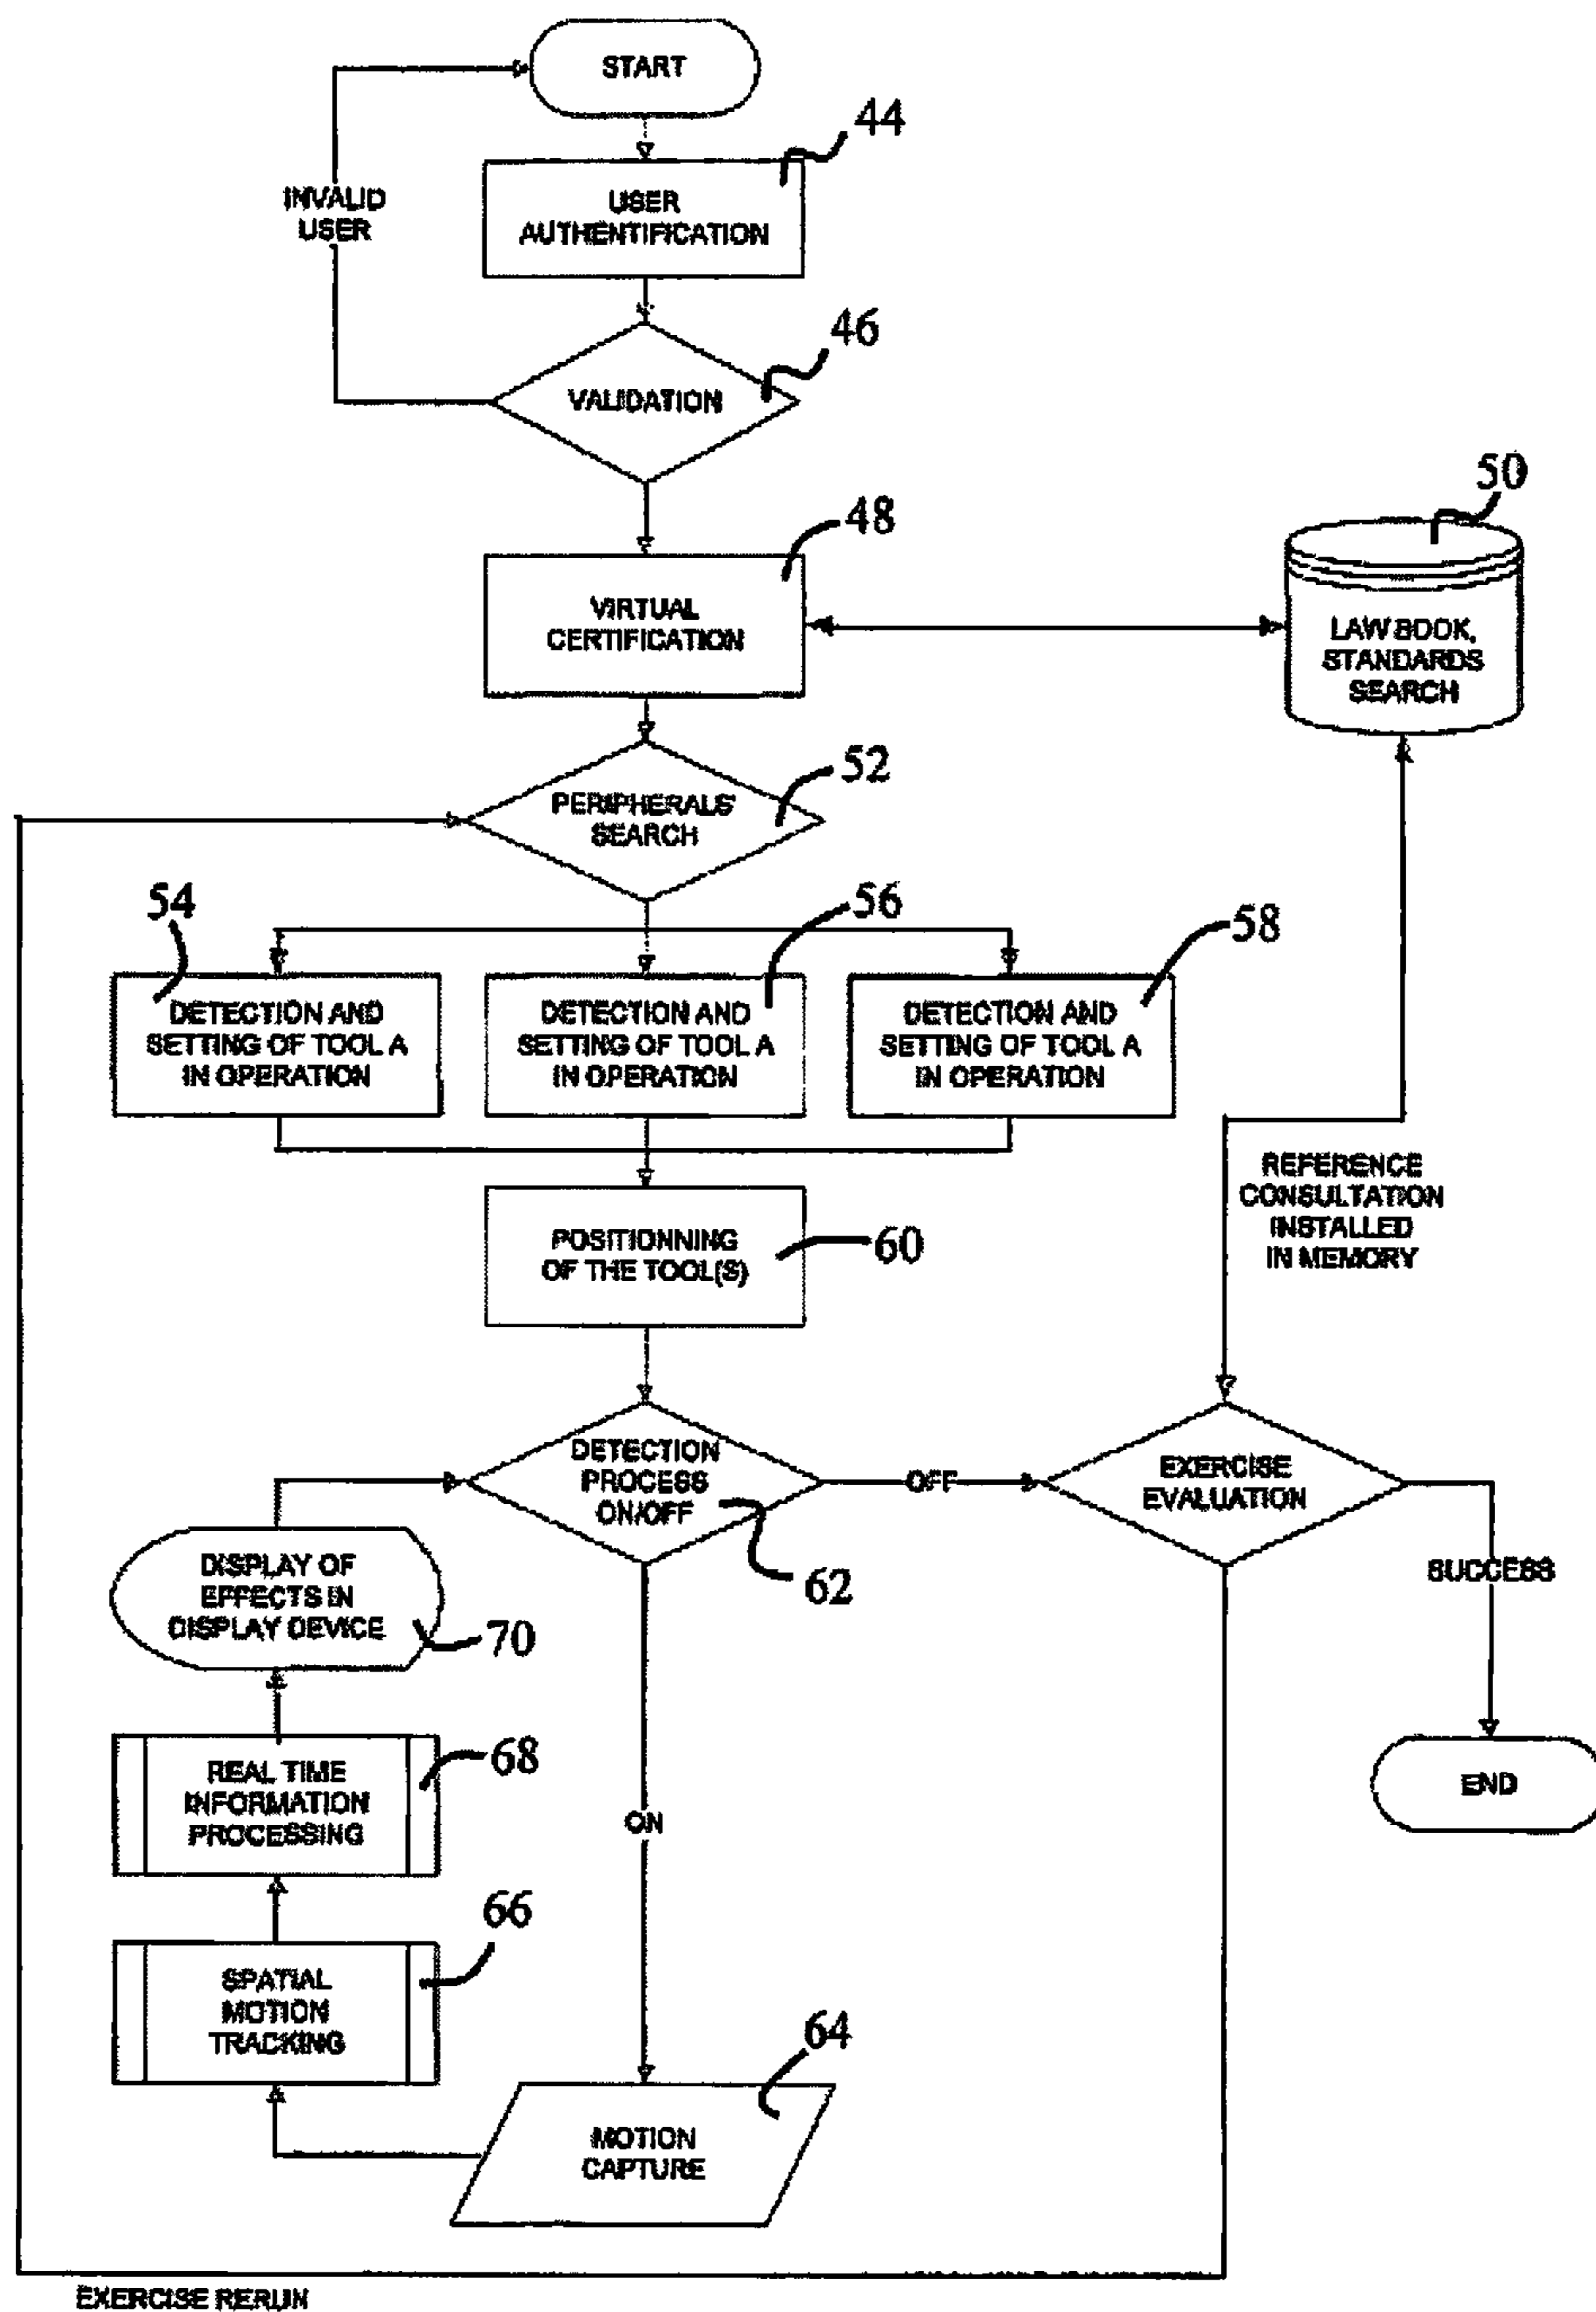 START
44
INVALID
USER
USER
AUTHENTIFICATION
46
VALIDATION
50
48
VIRTUAL
CERTIFICATION
LAW BOOK,
STANDARDS
SEARCH
52
PERIPHERALS'
SEARCH
54
56
58
DETECTION AND
SETTING OF TOOL A
IN OPERATION
DETECTION AND
SETTING OF TOOL A
IN OPERATION
DETECTION AND
SETTING OF TOOL A
IN OPERATION
REFERENCE
CONSULTATION
INSTALLED
IN MEMORY
POSITIONNING
OF THE TOOL(S)
60
DETECTION
PROCESS
ON/OFF
62
OFF
EXERCISE
EVALUATION
SUCCESS
DISPLAY OF
EFFECTS IN
DISPLAY DEVICE
70
REAL TIME
INFORMATION
PROCESSING
68
END
ON
66
SPATIAL
MOTION
TRACKING
64
MOTION
CAPTURE
EXERCISE RERUN